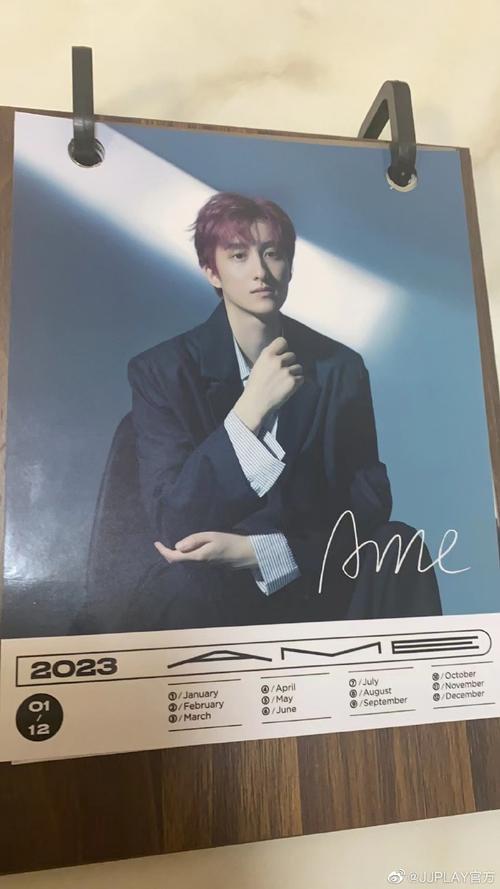 Ame
2023 AME
01
/
12
① / January
② / February
③ / March
④ / April
⑤ / May
⑥ / June
⑦ / July
⑧ / August
⑨ / September
⑩ / October
⑪ / November
⑫ / December
@JJPLAY官方